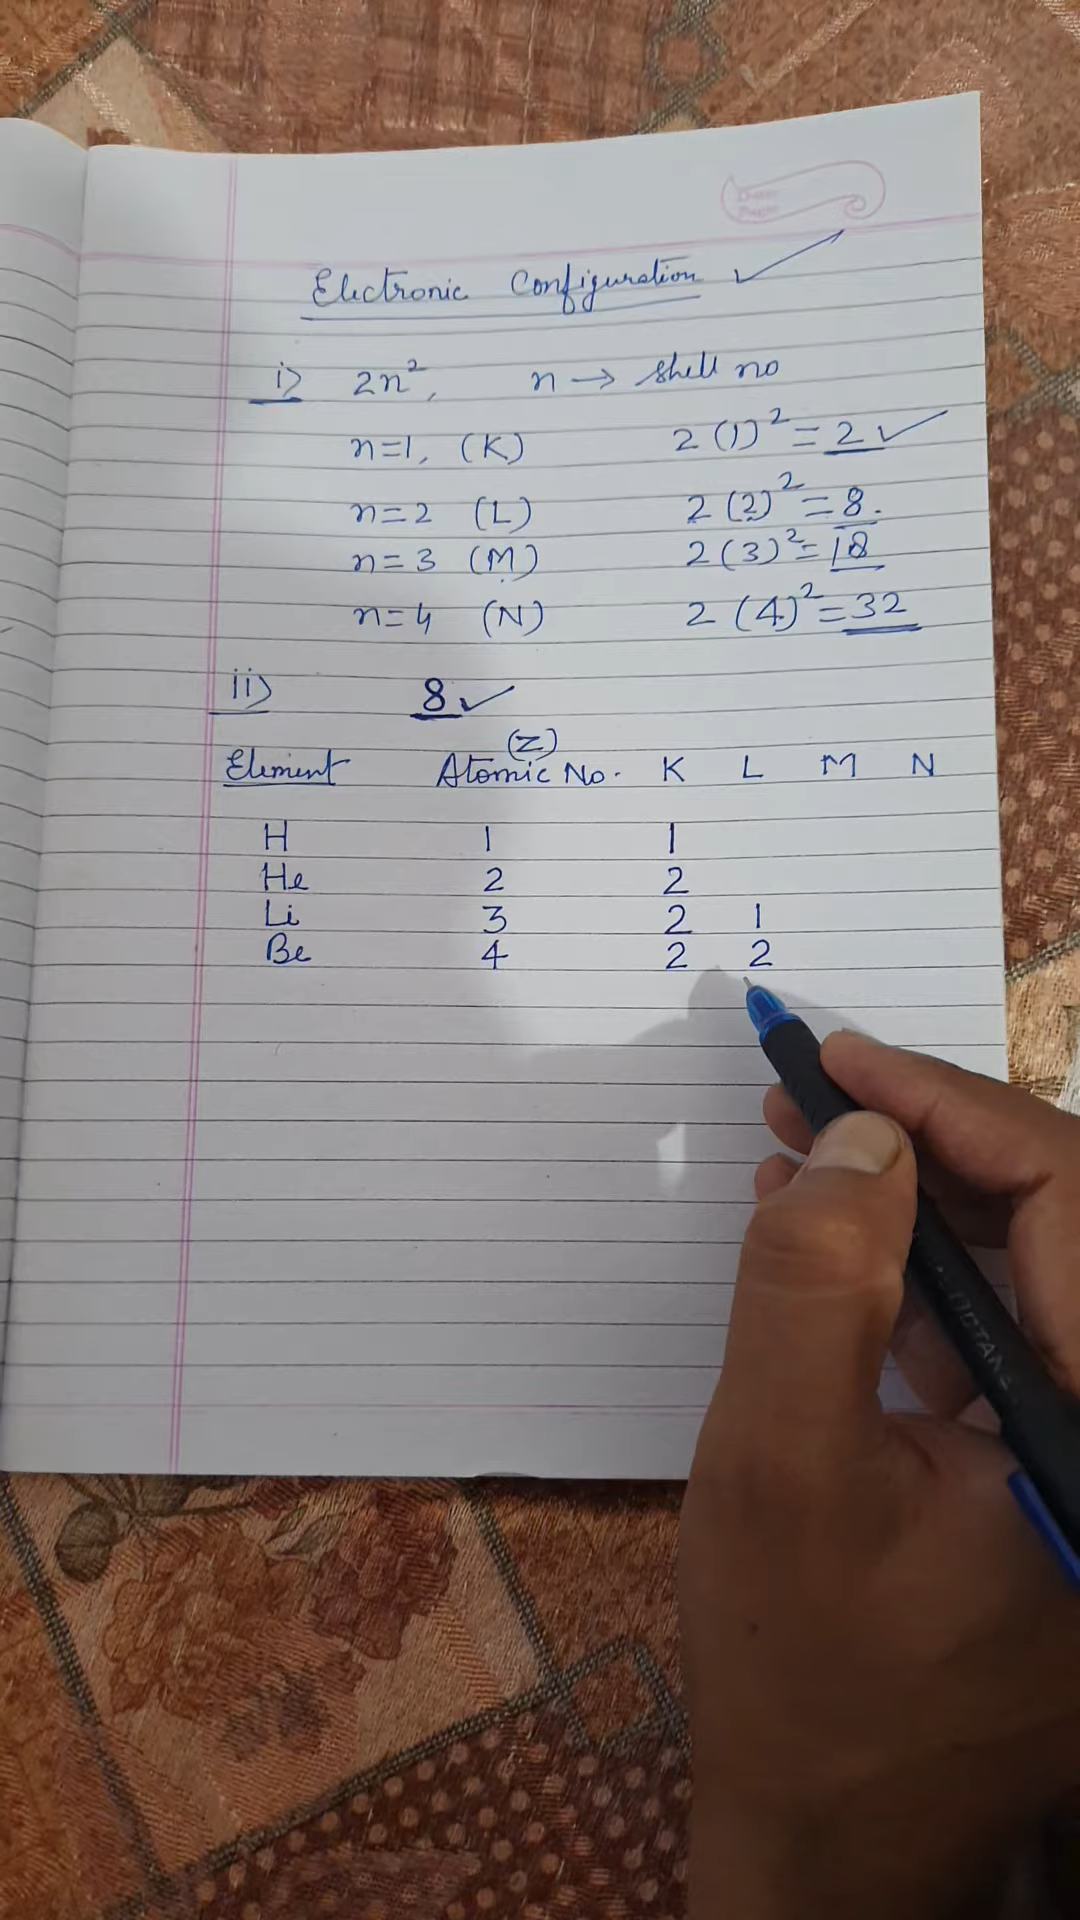 Electronic Configuration ✓
i> 2n², n → shell no
n=1, (K) 2(1)²=2 ✓
n=2 (L) 2(2)²=8.
n=3 (M) 2(3)²=18
n=4 (N) 2(4)²=32
ii> 8 ✓
(Z)
Element Atomic No. K L M N
H 1 1
He 2 2
Li 3 2 1
Be 4 2 2